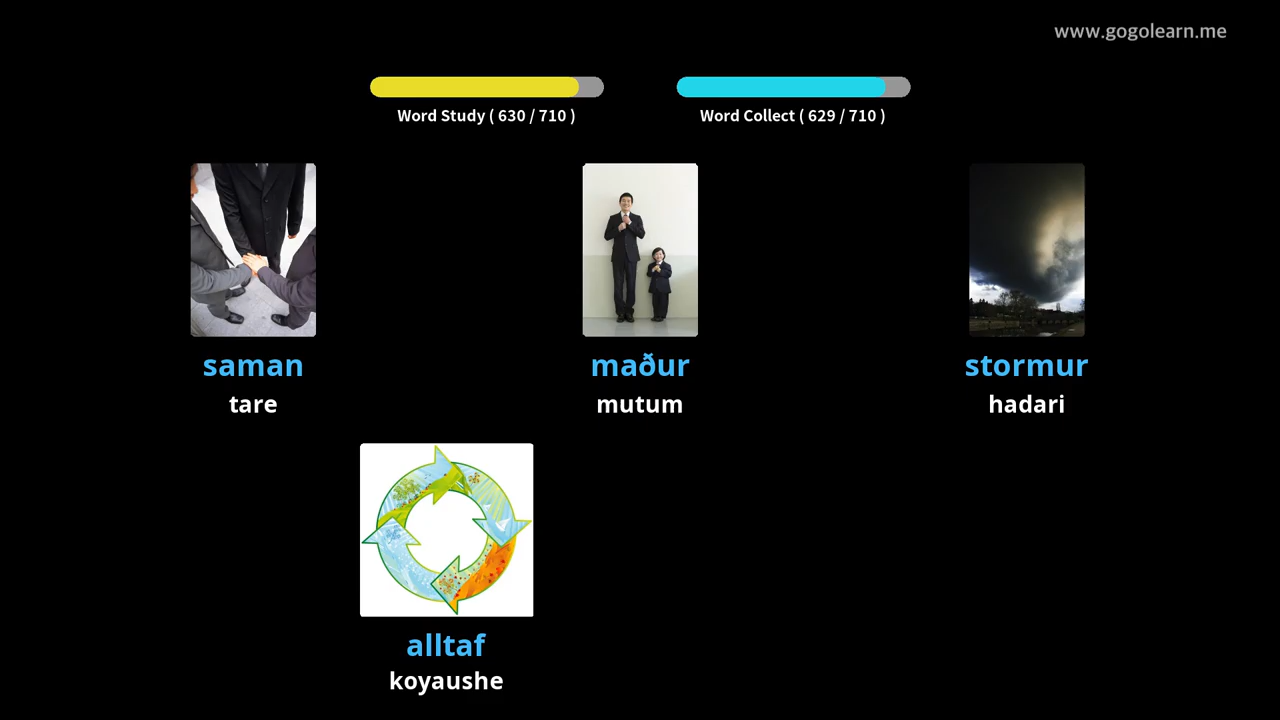 www.gogolearn.me
Word Study ( 630 / 710 )
Word Collect ( 629 / 710 )
saman
tare
maður
mutum
stormur
hadari
alltaf
koyaushe